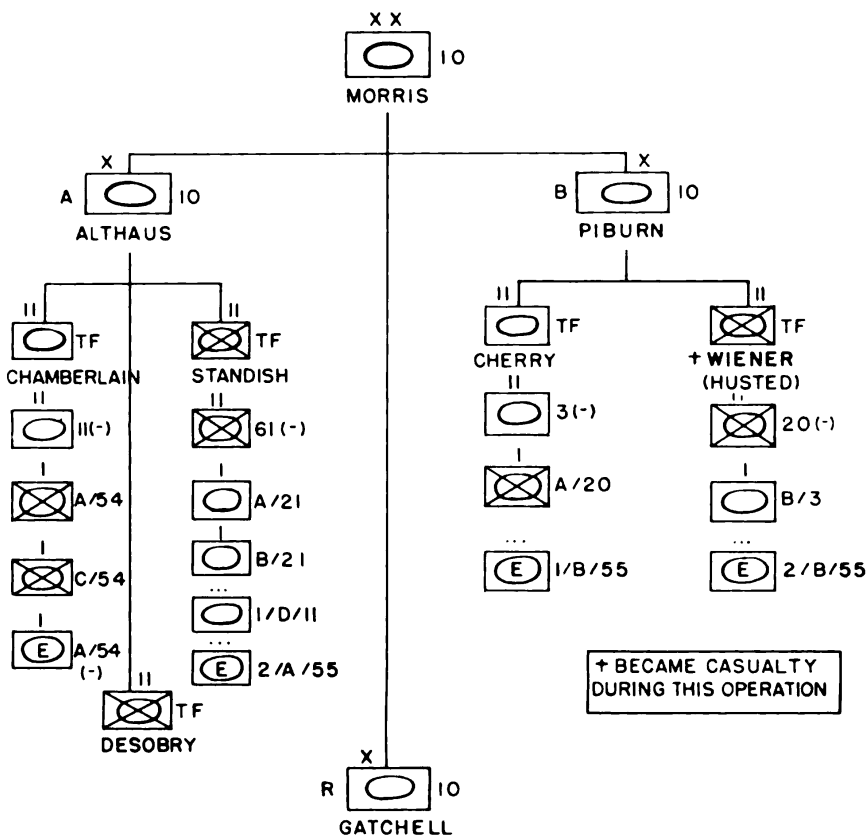 X X
10
MORRIS
X
A
10
ALTHAUS
X
B
10
PIBURN
II
TF
CHAMBERLAIN
II
11(-)
I
A/54
I
C/54
I
E
A/54
(-)
II
TF
STANDISH
II
61(-)
I
A/21
I
B/21
...
1/D/11
...
E
2/A/55
II
TF
DESOBRY
II
TF
CHERRY
II
3(-)
I
A/20
...
E
1/B/55
II
TF
+ WIENER
(HUSTED)
II
20(-)
I
B/3
...
E
2/B/55
+ BECAME CASUALTY
DURING THIS OPERATION
X
R
10
GATCHELL